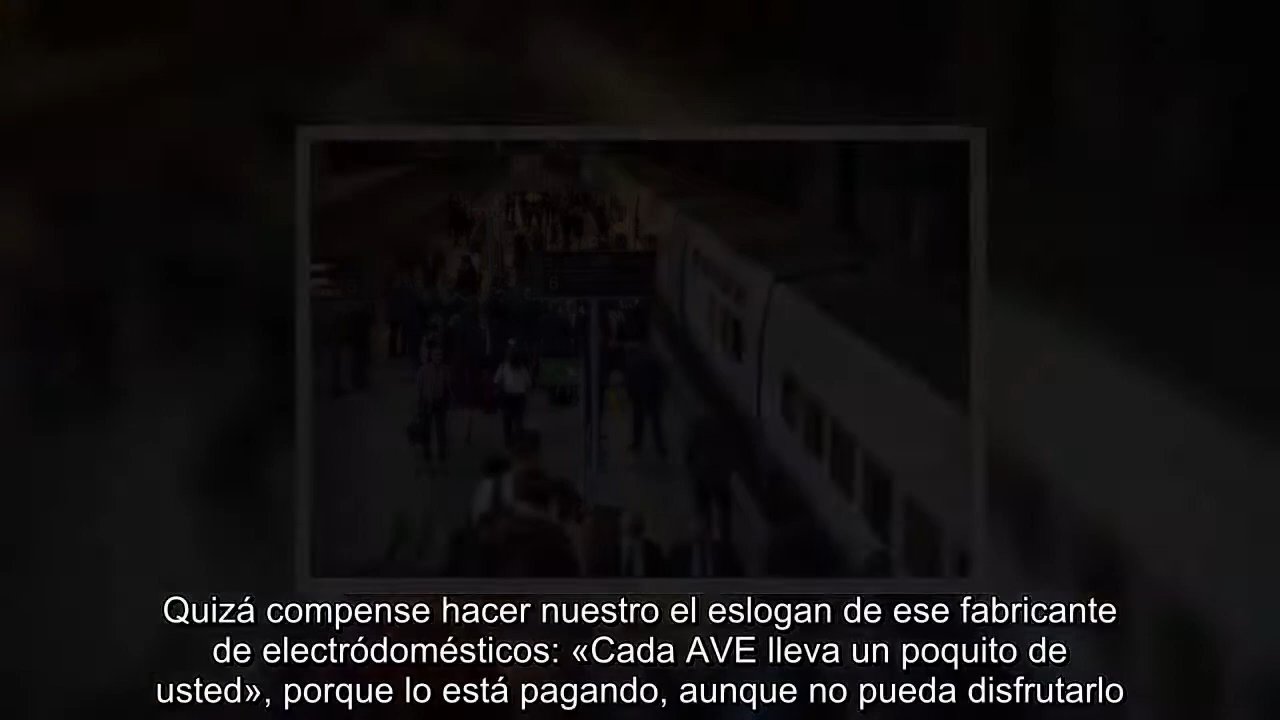 Quizá compense hacer nuestro el eslogan de ese fabricante
de electródomésticos: «Cada AVE lleva un poquito de
usted», porque lo está pagando, aunque no pueda disfrutarlo